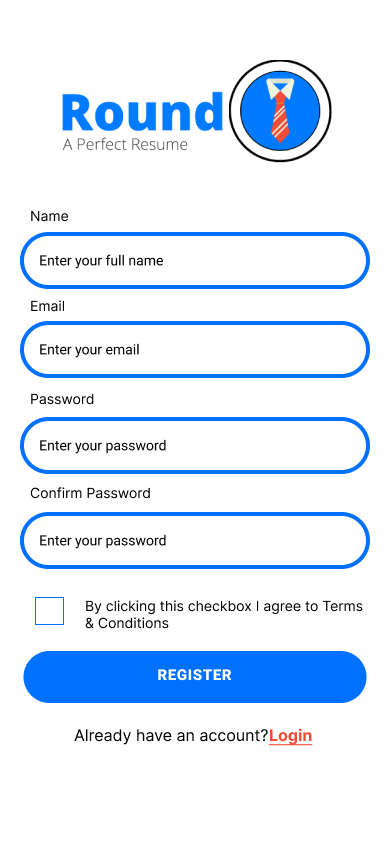 Round
A Perfect Resume
Name
Enter your full name
Email
Enter your email
Password
Enter your password
Confirm Password
Enter your password
By clicking this checkbox I agree to Terms
& Conditions
REGISTER
Already have an account?Login